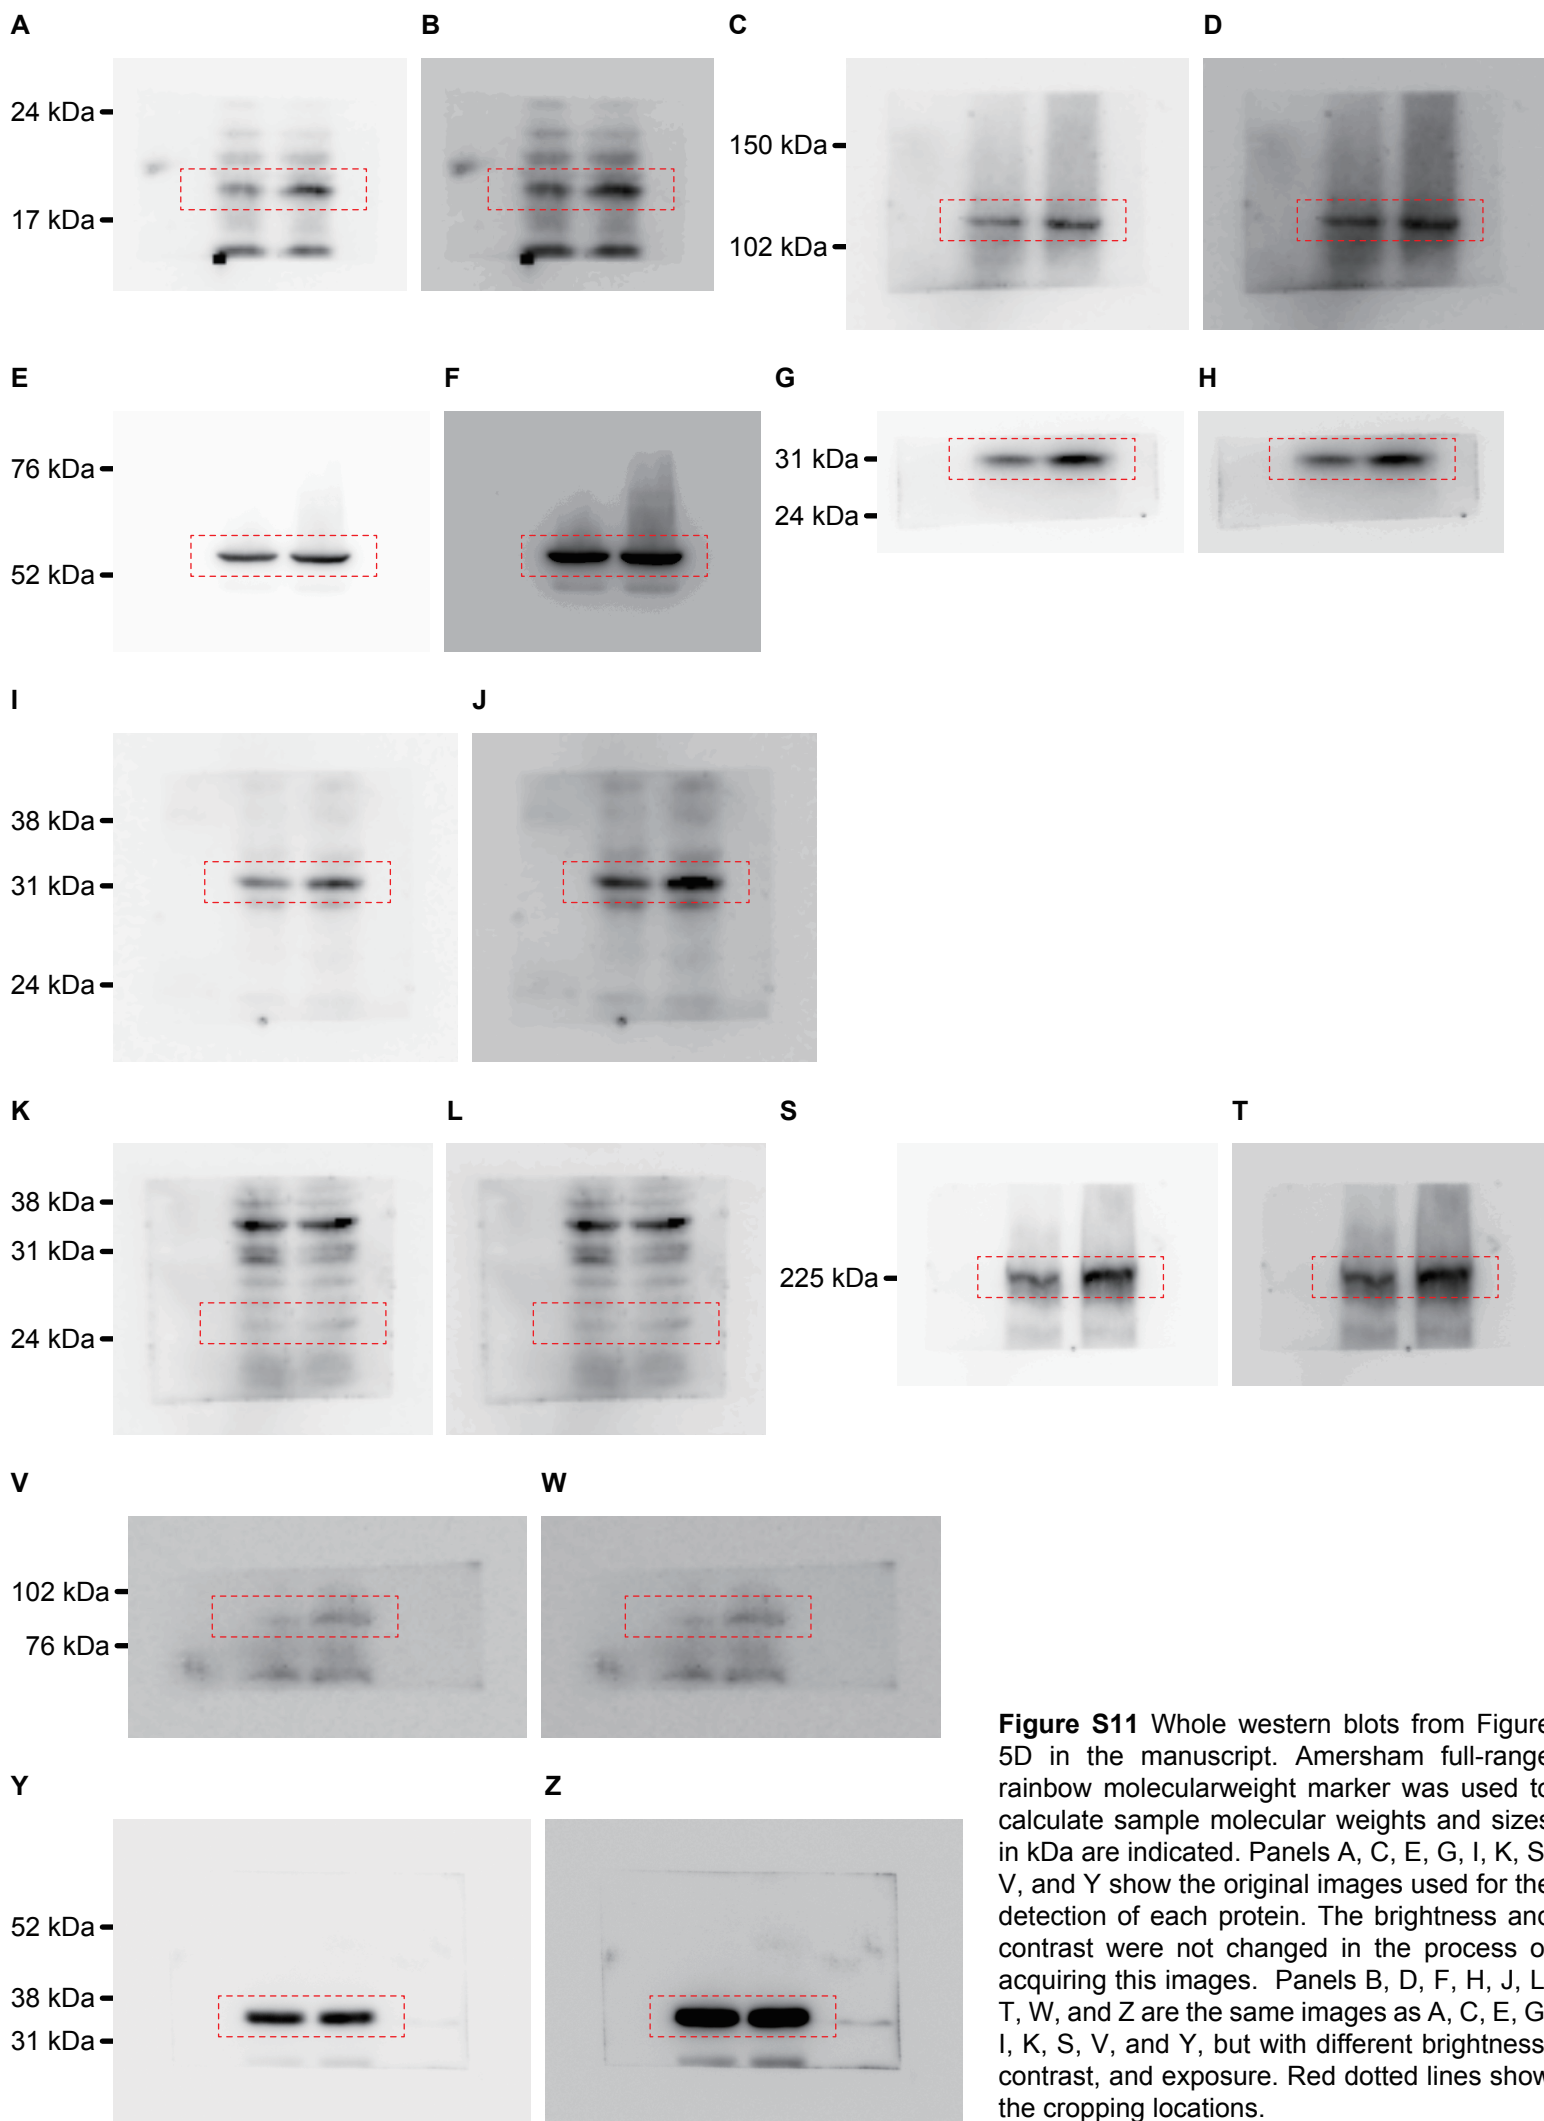 A
B
C
D
24 kDa
17 kDa
150 kDa
102 kDa
E
F
G
H
76 kDa
52 kDa
31 kDa
24 kDa
I
J
38 kDa
31 kDa
24 kDa
K
L
S
T
38 kDa
31 kDa
24 kDa
225 kDa
V
W
102 kDa
76 kDa
Y
Z
52 kDa
38 kDa
31 kDa
Figure S11 Whole western blots from Figure
5D in the manuscript. Amersham full-range
rainbow molecularweight marker was used to
calculate sample molecular weights and sizes
in kDa are indicated. Panels A, C, E, G, I, K, S
V, and Y show the original images used for the
detection of each protein. The brightness and
contrast were not changed in the process o
acquiring this images. Panels B, D, F, H, J, L
T, W, and Z are the same images as A, C, E, G
I, K, S, V, and Y, but with different brightness
contrast, and exposure. Red dotted lines show
the cropping locations.